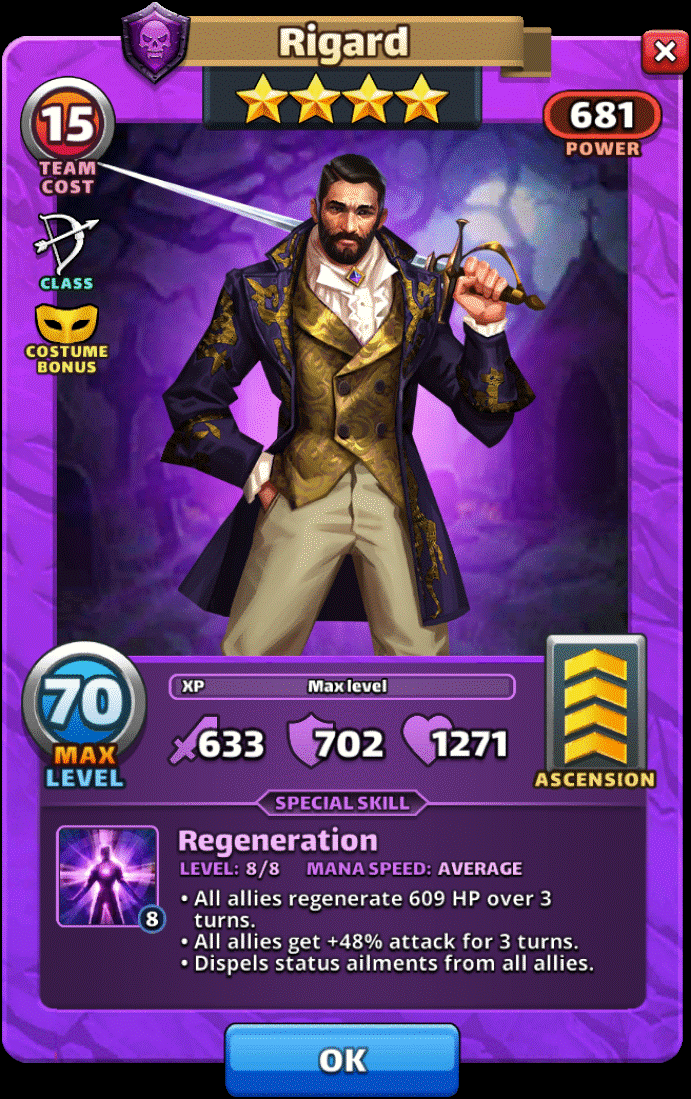 Rigard
15
TEAM
COST
681
POWER
CLASS
COSTUME
BONUS
70
MAX
LEVEL
XP Max level
633 702 1271
ASCENSION
SPECIAL SKILL
Regeneration
LEVEL: 8/8 MANA SPEED: AVERAGE
8
• All allies regenerate 609 HP over 3
turns.
• All allies get +48% attack for 3 turns.
• Dispels status ailments from all allies.
OK